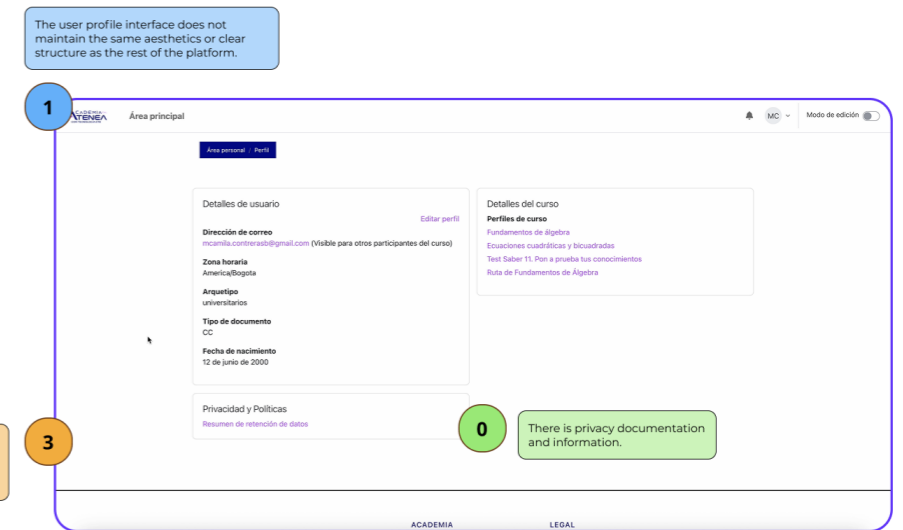 The user profile interface does not
maintain the same aesthetics or clear
structure as the rest of the platform.
1
ACADEMIA
ATENEA
Área principal
MC
Modo de edición
Área personal / Perfil
Detalles de usuario
Editar perfil
Dirección de correo
mcamila.contrerasb@gmail.com (Visible para otros participantes del curso)
Zona horaria
America/Bogota
Arquetipo
universitarios
Tipo de documento
CC
Fecha de nacimiento
12 de junio de 2000
Detalles del curso
Perfiles de curso
Fundamentos de álgebra
Ecuaciones cuadráticas y bicuadradas
Test Saber 11. Pon a prueba tus conocimientos
Ruta de Fundamentos de Álgebra
Privacidad y Políticas
Resumen de retención de datos
3
0
There is privacy documentation
and information.
ACADEMIA
LEGAL